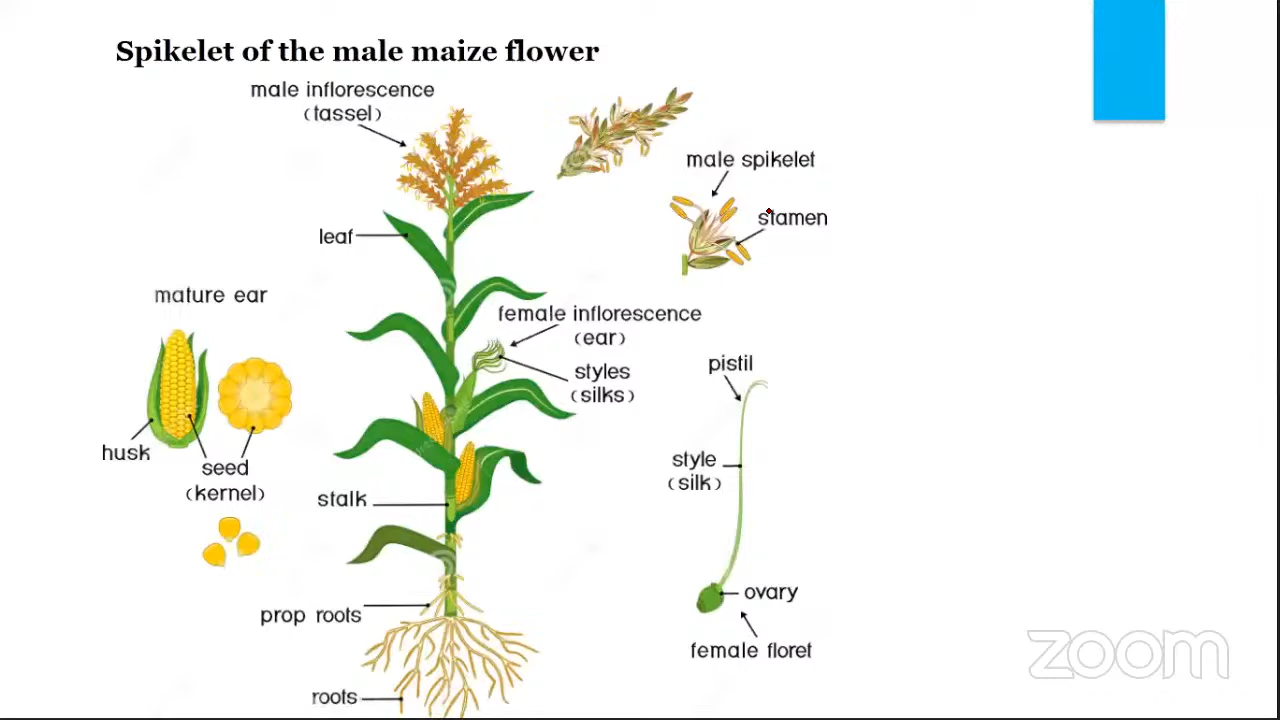 Spikelet of the male maize flower
male inflorescence
(tassel)
male spikelet
stamen
leaf
mature ear
female inflorescence
(ear)
styles
(silks)
pistil
husk
seed
(kernel)
style
(silk)
stalk
ovary
prop roots
female floret
roots
zoom